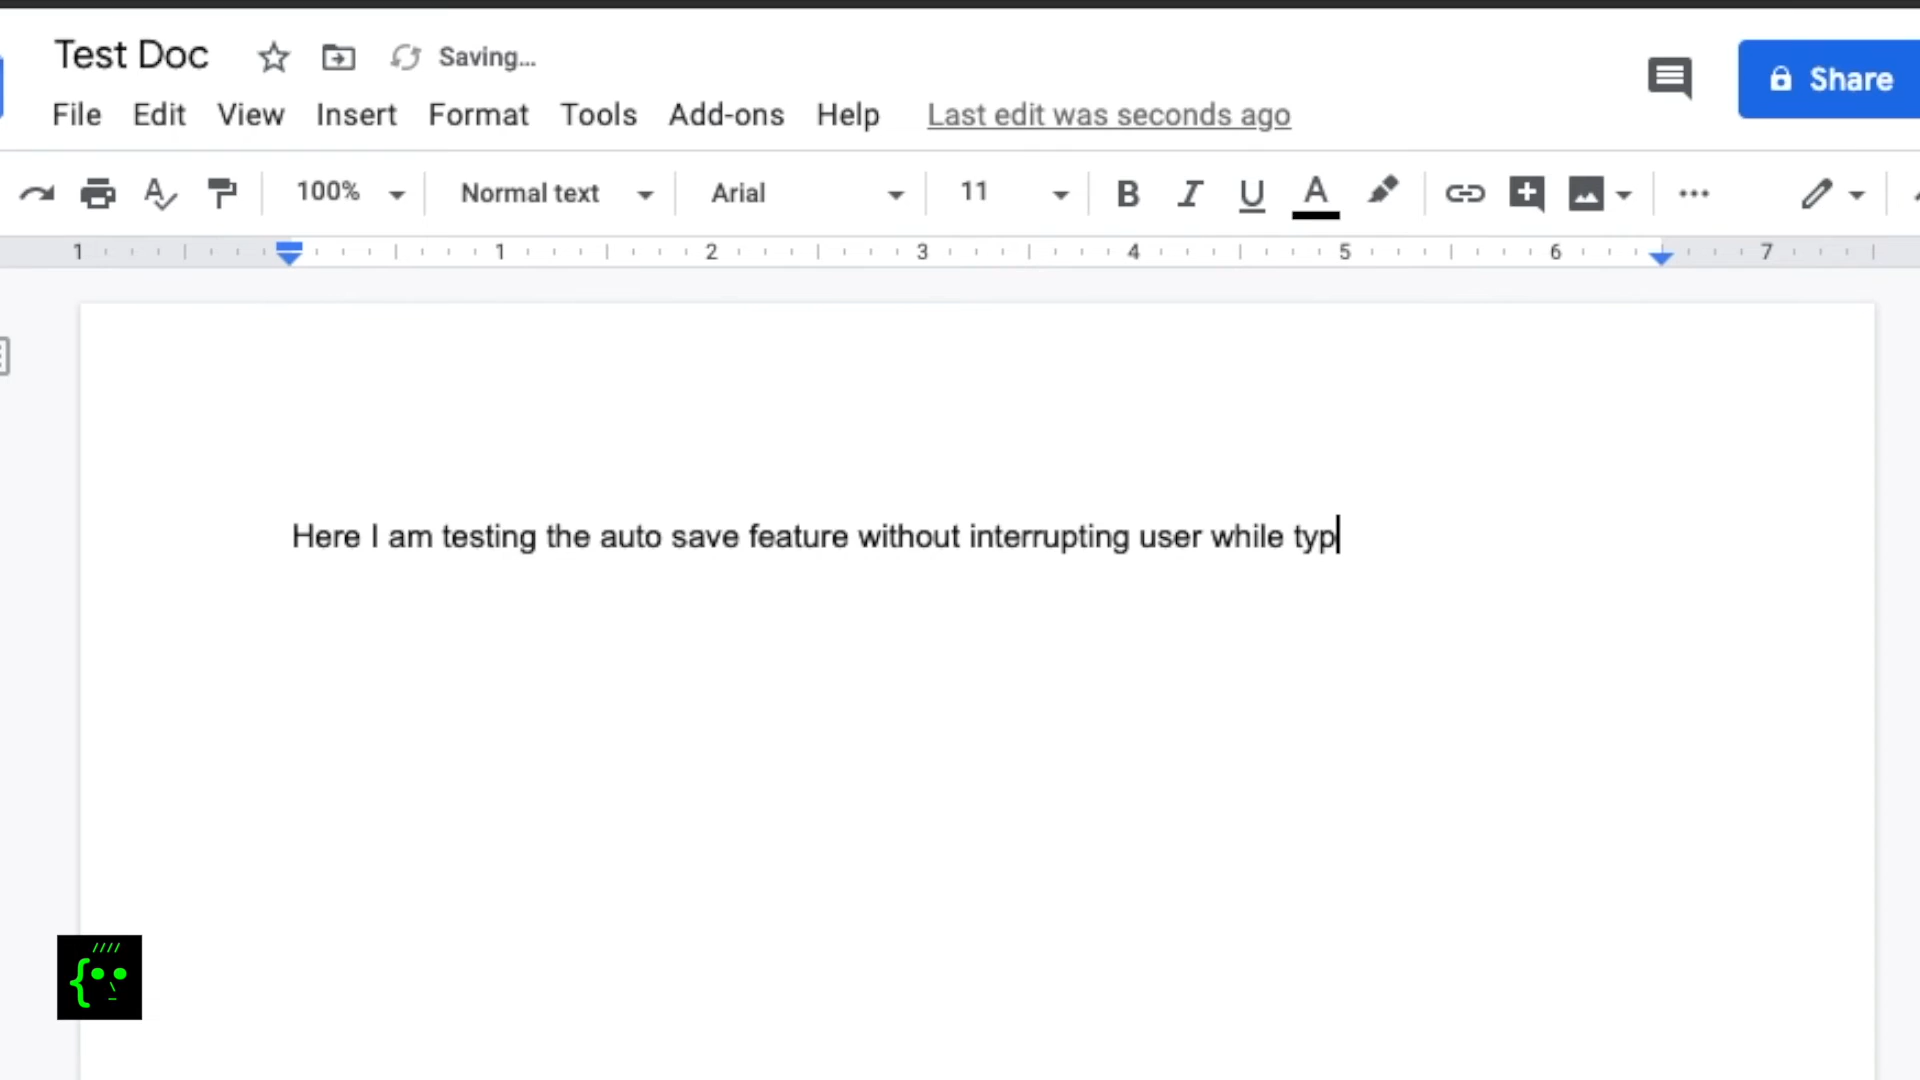 Test Doc Saving...
Share
File Edit View Insert Format Tools Add-ons Help Last edit was seconds ago
100% Normal text Arial 11 B I U A
1 1 2 3 4 5 6 7
Here I am testing the auto save feature without interrupting user while typ